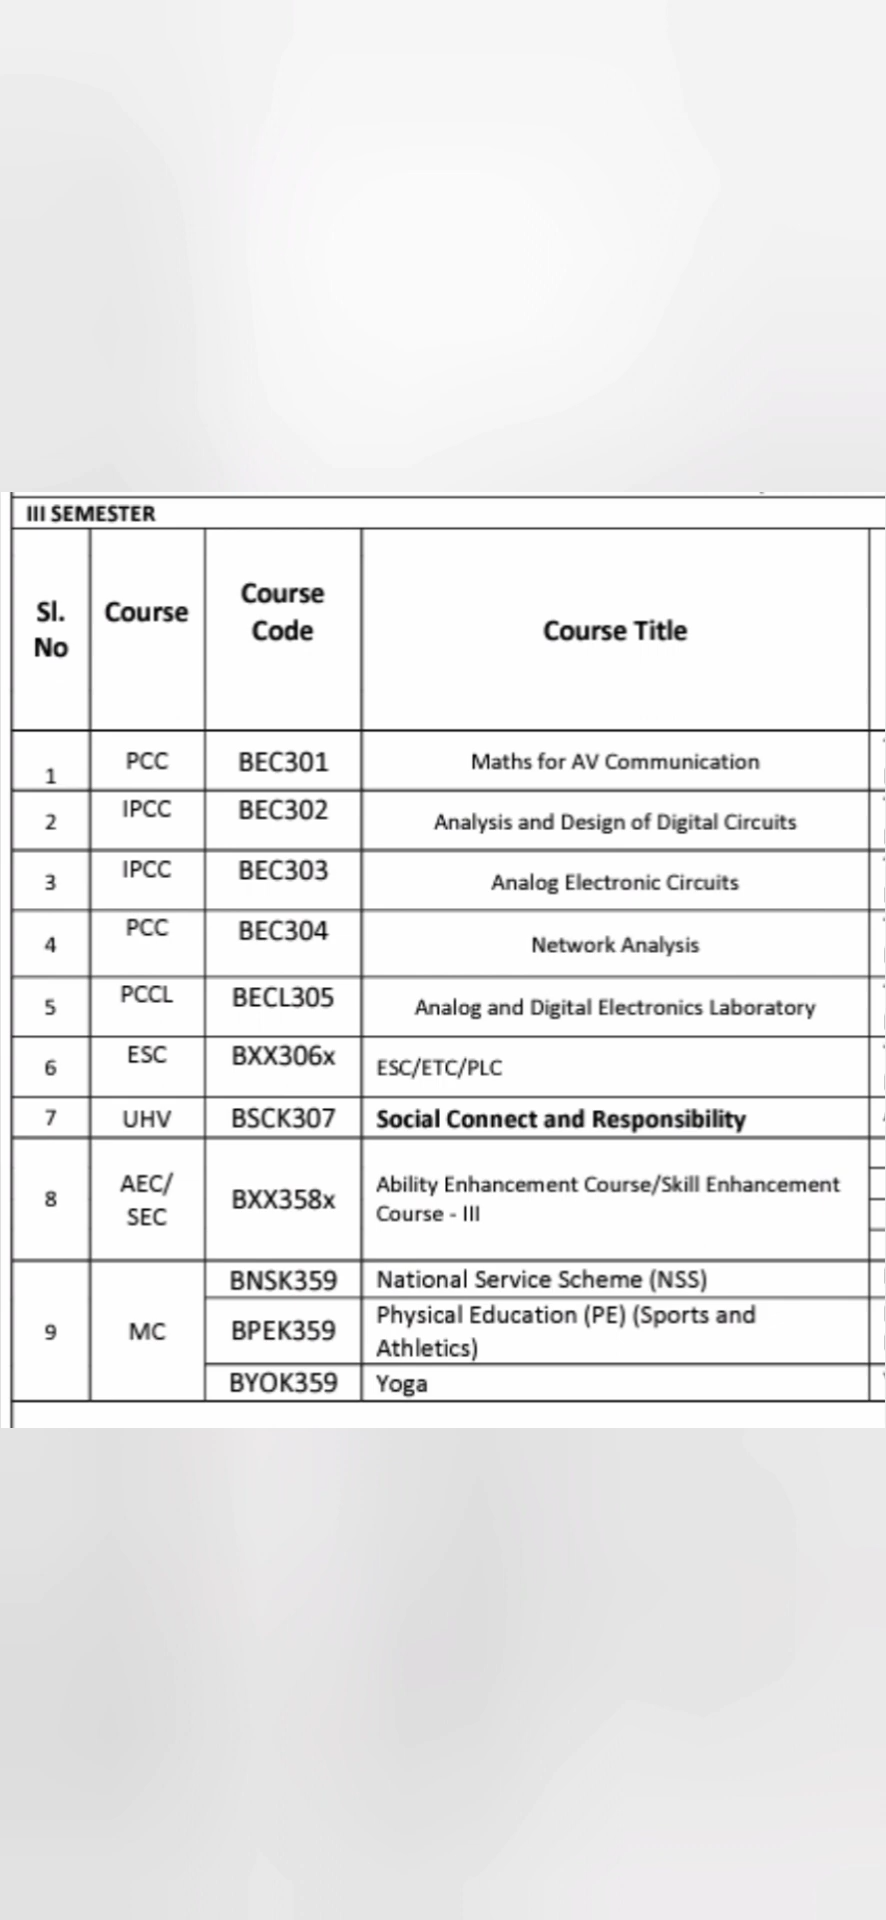 III SEMESTER
Sl. No	Course	Course Code	Course Title
1	PCC	BEC301	Maths for AV Communication
2	IPCC	BEC302	Analysis and Design of Digital Circuits
3	IPCC	BEC303	Analog Electronic Circuits
4	PCC	BEC304	Network Analysis
5	PCCL	BECL305	Analog and Digital Electronics Laboratory
6	ESC	BXX306x	ESC/ETC/PLC
7	UHV	BSCK307	Social Connect and Responsibility
8	AEC/ SEC	BXX358x	Ability Enhancement Course/Skill Enhancement Course - III
9	MC	BNSK359	National Service Scheme (NSS)
BPEK359	Physical Education (PE) (Sports and Athletics)
BYOK359	Yoga